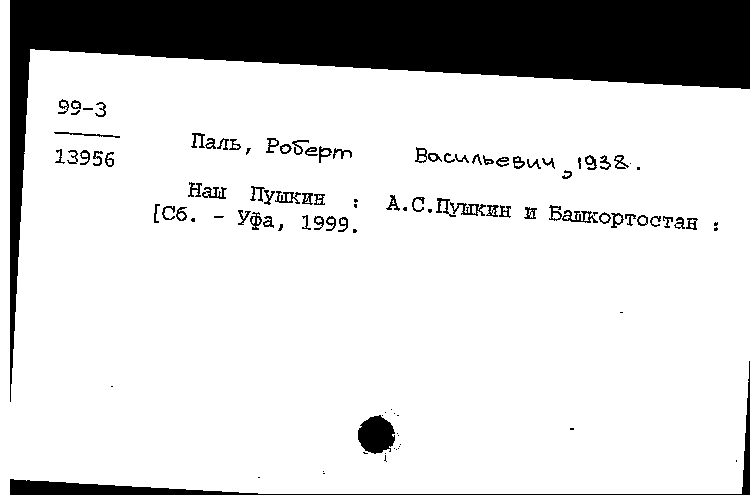 99-3
13956
Паль, Роберт Васильевич, 1938.
Наш Пушкин : А.С.Пушкин и Башкортостан :
[Сб. - Уфа, 1999.